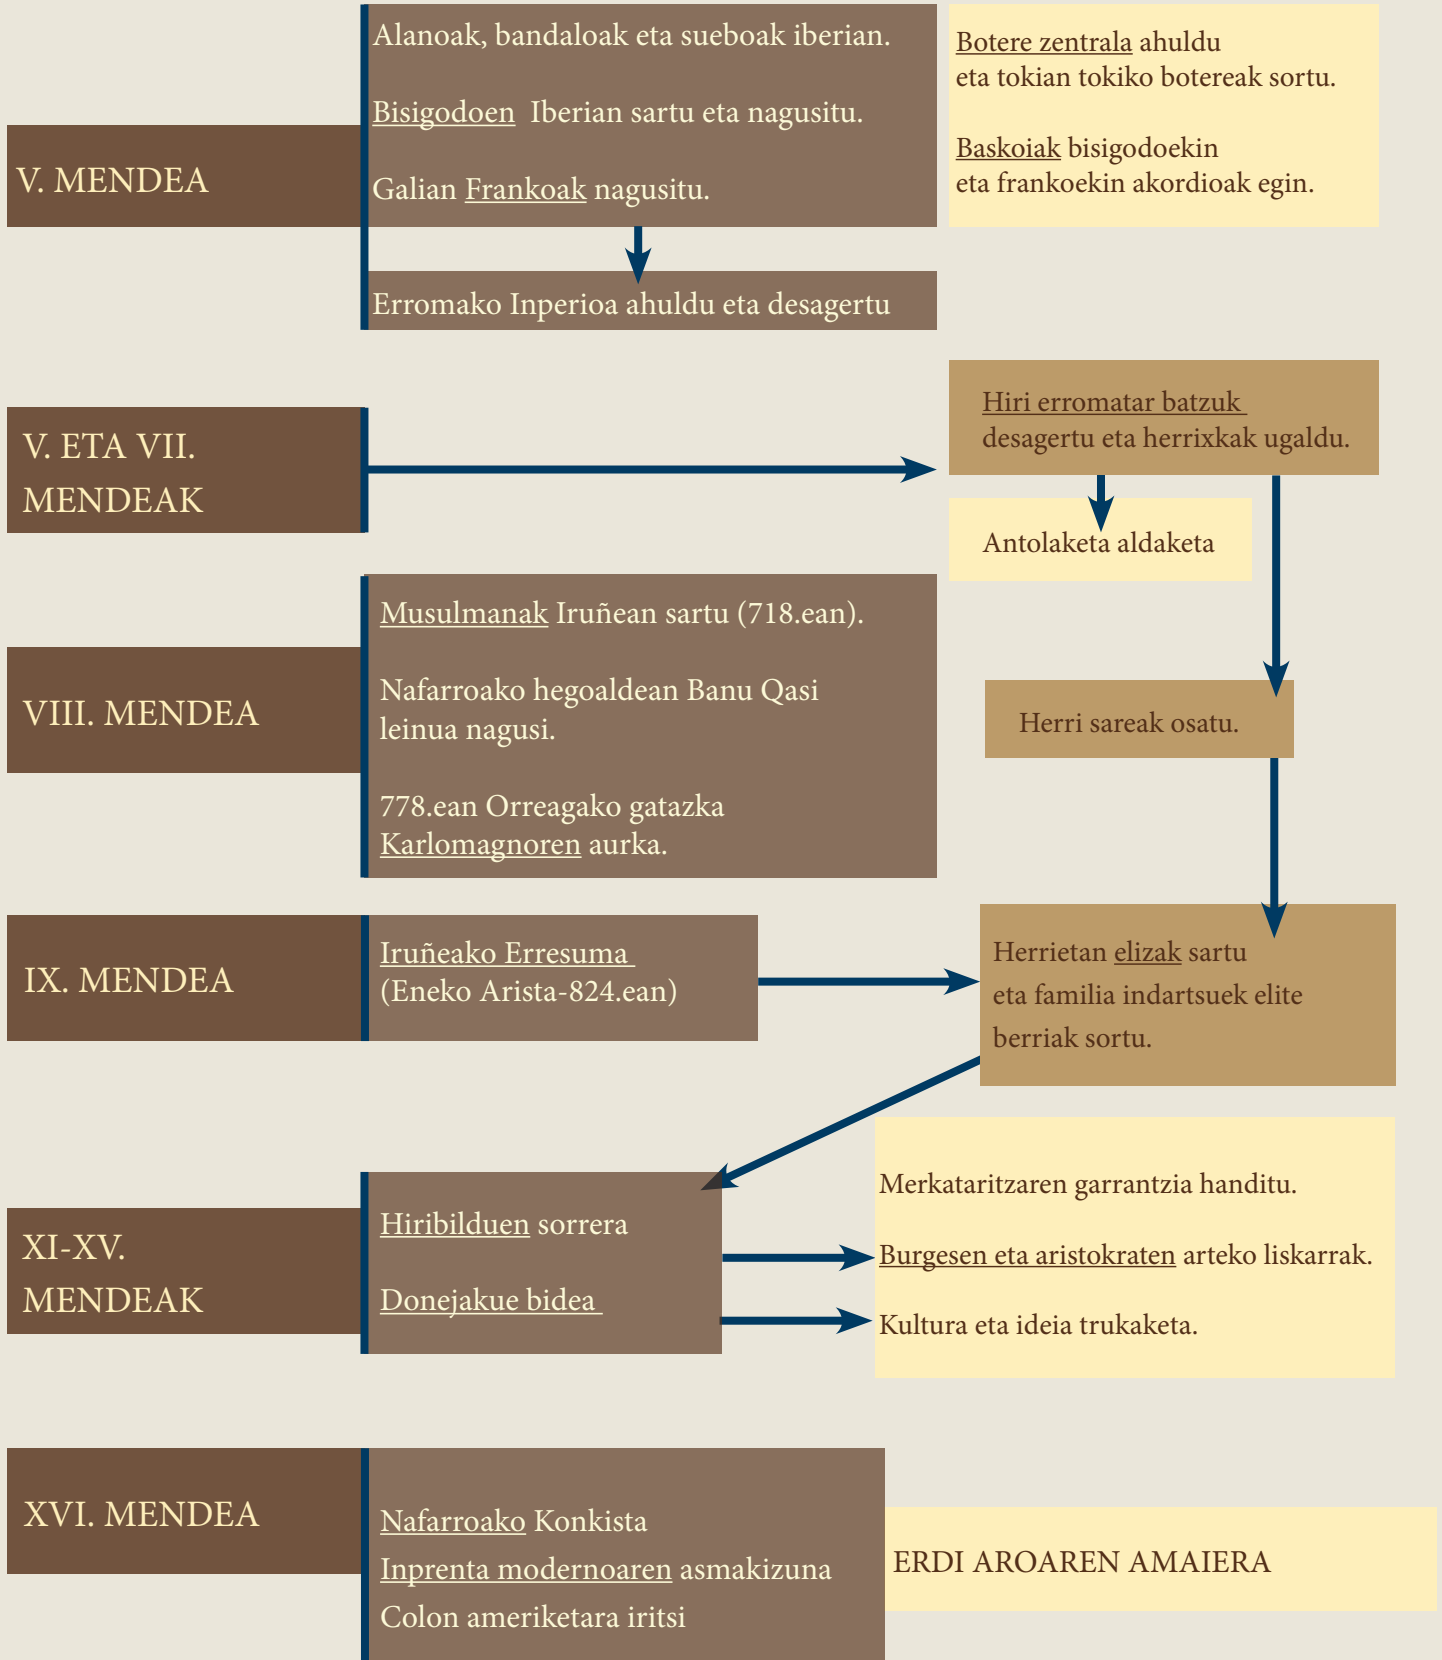 V. MENDEA
Alanoak, bandaloak eta sueboak iberian.
Bisigodoen Iberian sartu eta nagusitu.
Galian Frankoak nagusitu.
Erromako Inperioa ahuldu eta desagertu
Botere zentrala ahuldu
eta tokian tokiko botereak sortu.
Baskoiak bisigodoekin
eta frankoekin akordioak egin.
V. ETA VII.
MENDEAK
Hiri erromatar batzuk
desagertu eta herrixkak ugaldu.
Antolaketa aldaketa
VIII. MENDEA
Musulmanak Iruñean sartu (718.ean).
Nafarroako hegoaldean Banu Qasi
leinua nagusi.
778.ean Orreagako gatazka
Karlomagnoren aurka.
Herri sareak osatu.
IX. MENDEA
Iruñeako Erresuma
(Eneko Arista-824.ean)
Herrietan elizak sartu
eta familia indartsuek elite
berriak sortu.
XI-XV.
MENDEAK
Hiribilduen sorrera
Donejakue bidea
Merkataritzaren garrantzia handitu.
Burgesen eta aristokraten arteko liskarrak.
Kultura eta ideia trukaketa.
XVI. MENDEA
Nafarroako Konkista
Inprenta modernoaren asmakizuna
Colon ameriketara iritsi
ERDI AROAREN AMAIERA